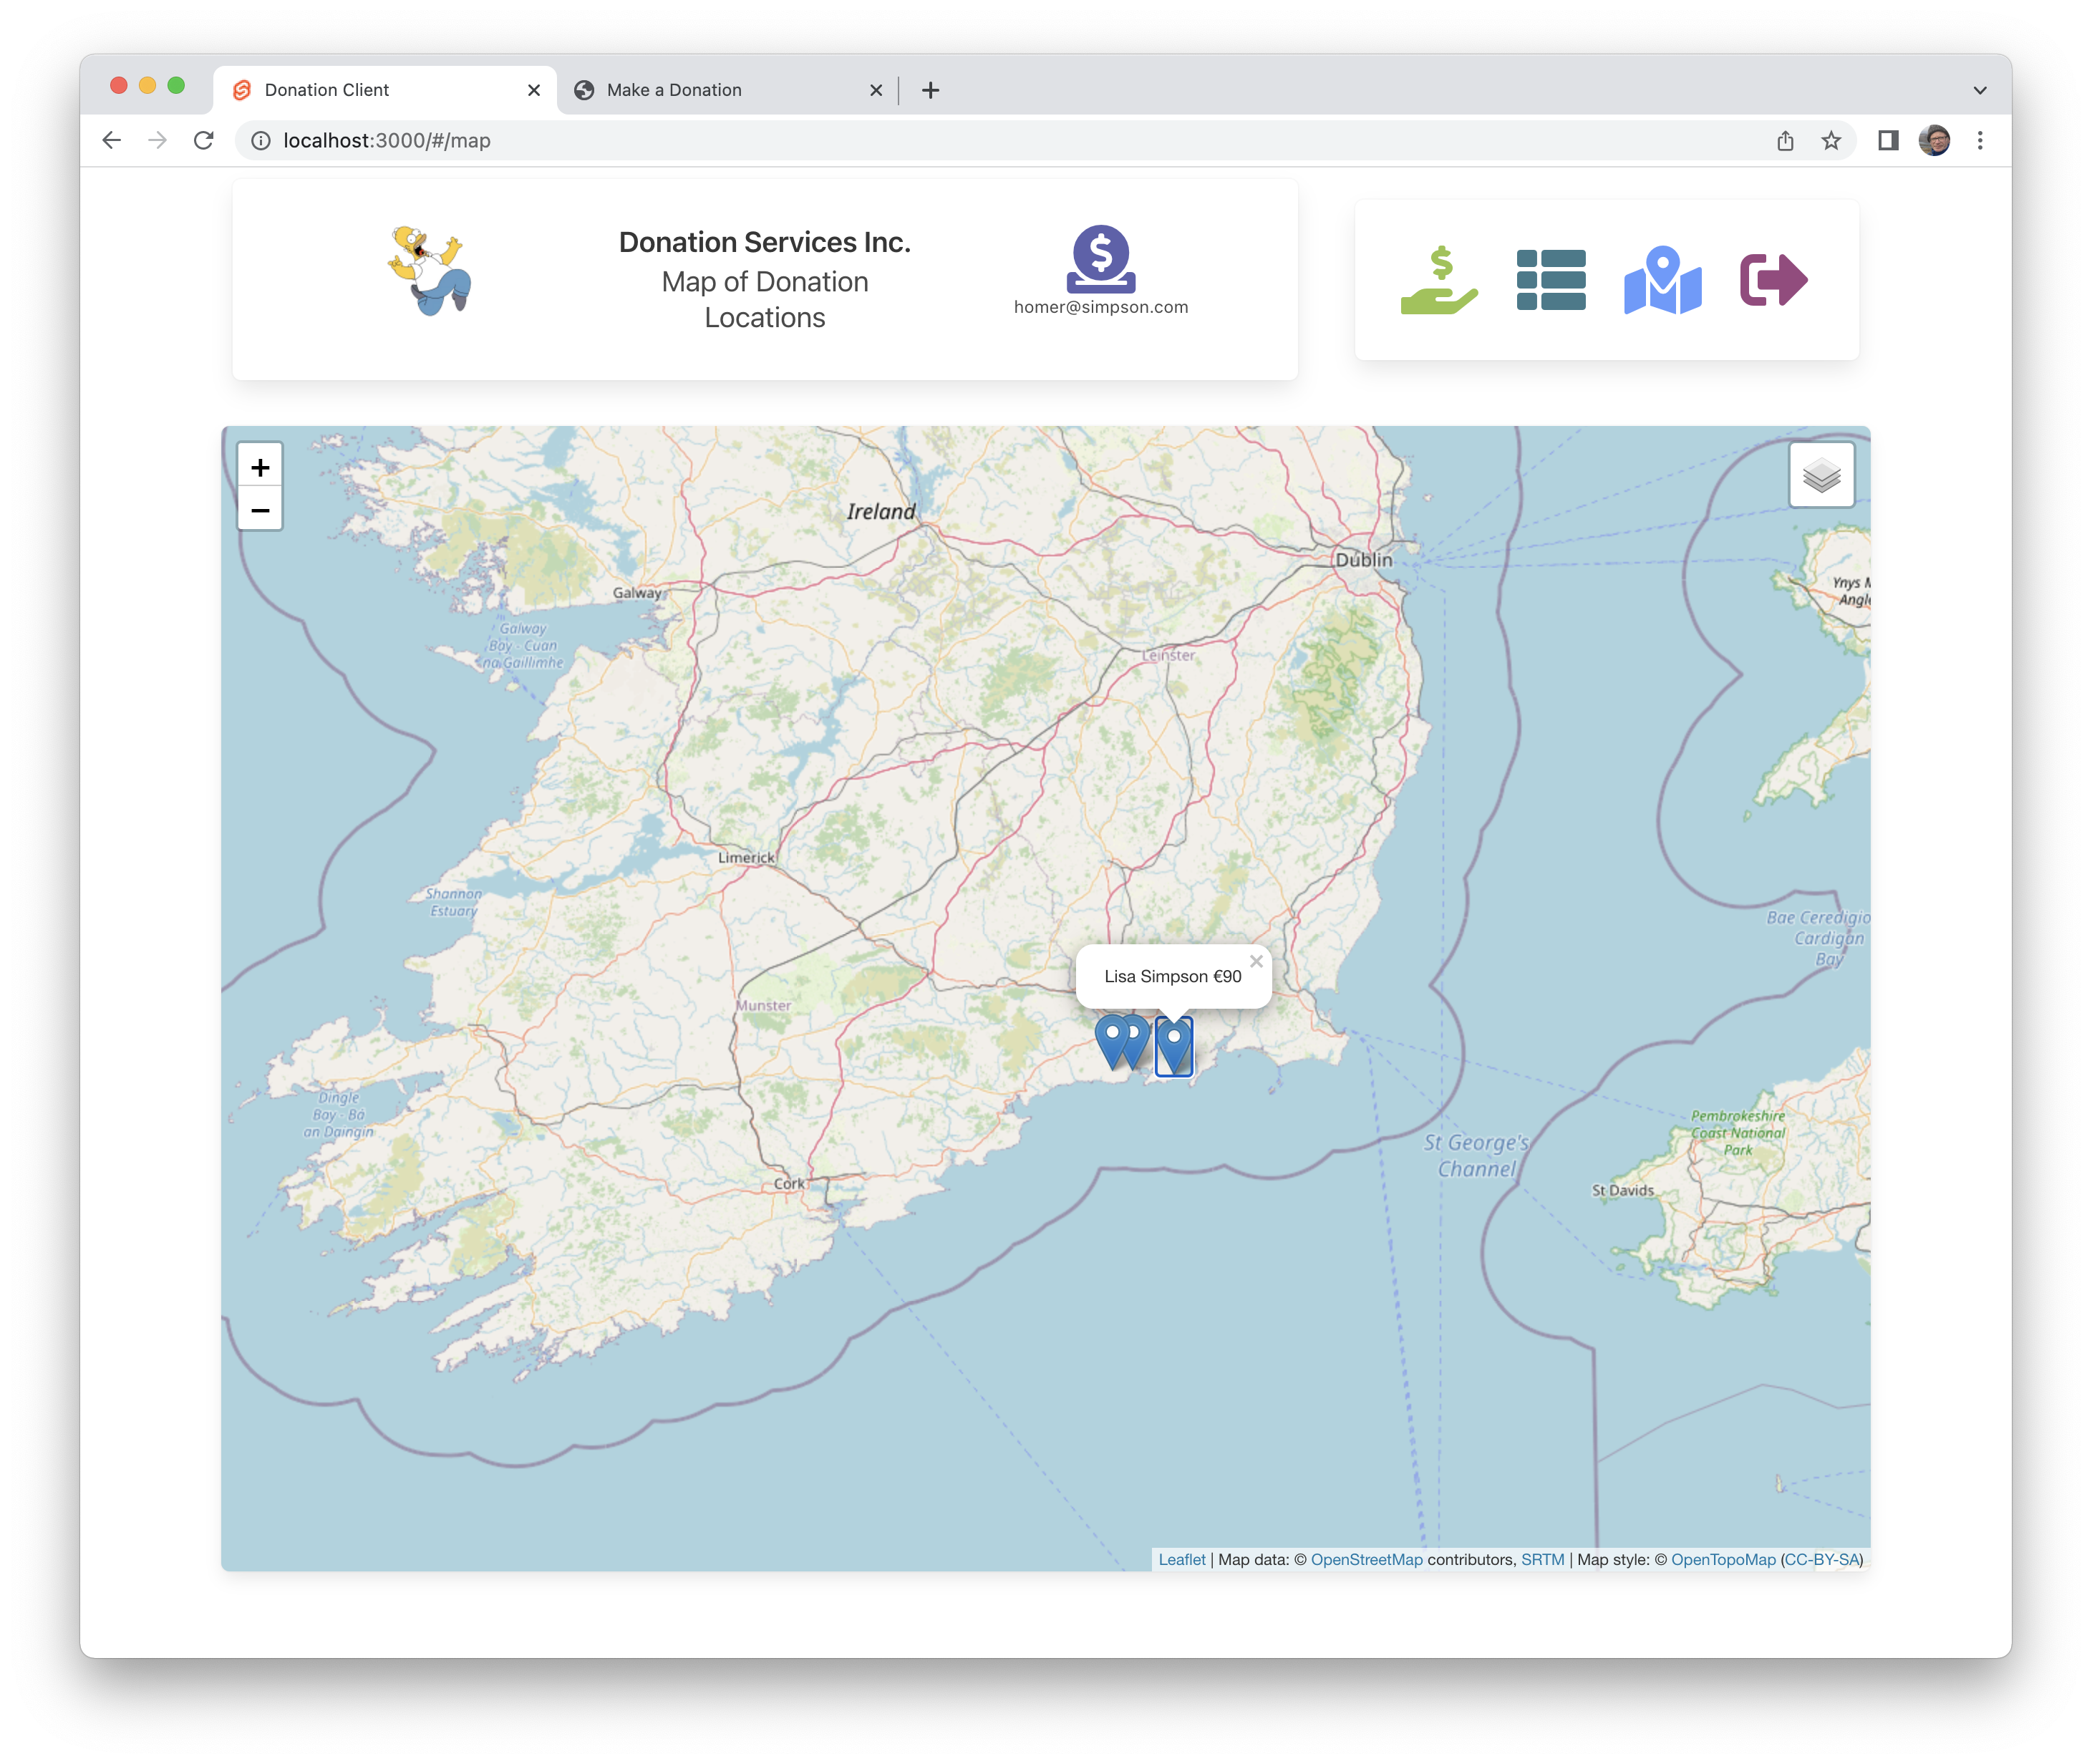 Donation Client
Make a Donation
localhost:3000/#/map
Donation Services Inc.
Map of Donation
Locations
$
homer@simpson.com
$
+
−
Ireland
Dublin
Galway
Galway
Bay - Cuan
na Gaillimhe
Leinster
Limerick
Shannon
Estuary
Munster
Lisa Simpson €90
×
Dingle
Bay - Bá
an Daingin
Cork
St George's
Channel
Ynys M
Angle
Bae Ceredigio
Cardigan
Bay
Pembrokeshire
Coast National
Park
St Davids
Leaflet | Map data: © OpenStreetMap contributors, SRTM | Map style: © OpenTopoMap (CC-BY-SA)